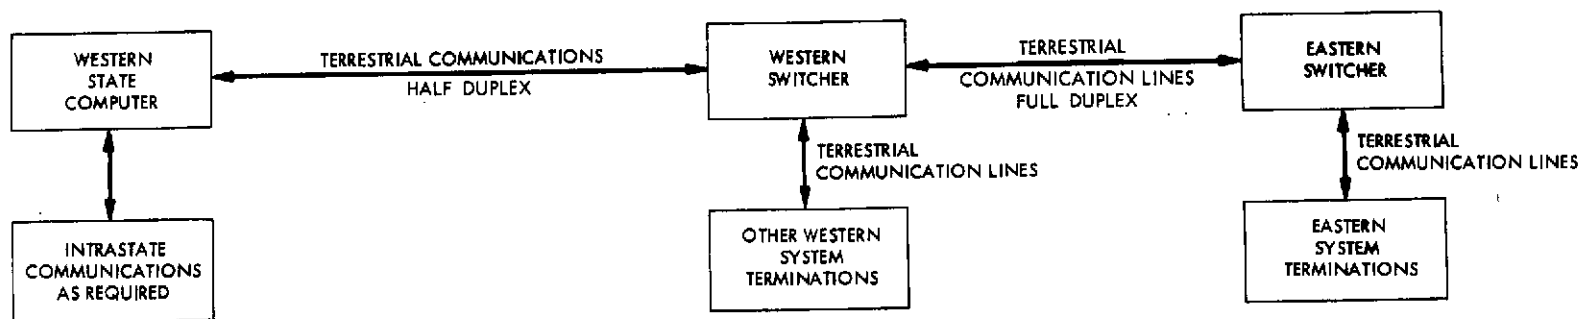 WESTERN
STATE
COMPUTER
TERRESTRIAL COMMUNICATIONS
HALF DUPLEX
WESTERN
SWITCHER
TERRESTRIAL
COMMUNICATION LINES
FULL DUPLEX
EASTERN
SWITCHER
TERRESTRIAL
COMMUNICATION LINES
TERRESTRIAL
COMMUNICATION LINES
INTRASTATE
COMMUNICATIONS
AS REQUIRED
OTHER WESTERN
SYSTEM
TERMINATIONS
EASTERN
SYSTEM
TERMINATIONS